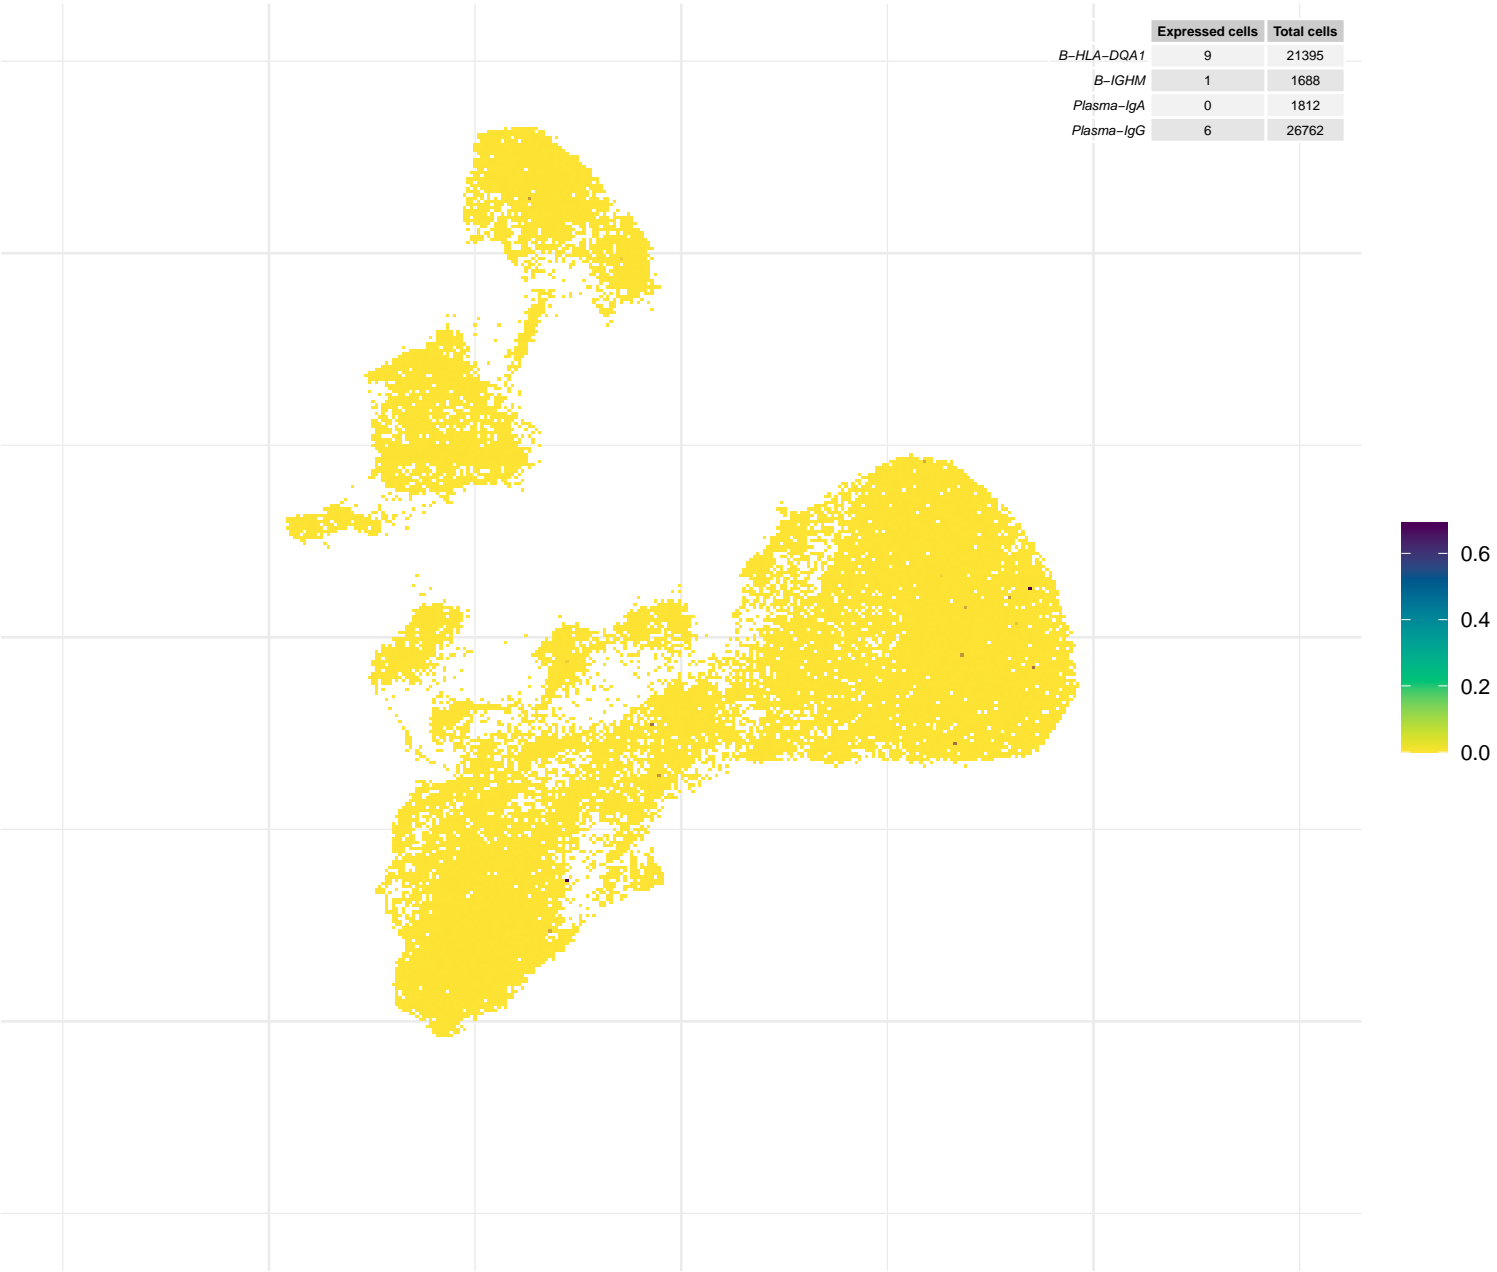 Expressed cells Total cells
B−HLA−DQA1 9 21395
B−IGHM 1 1688
Plasma−IgA 0 1812
Plasma−IgG 6 26762
0.6
0.4
0.2
0.0